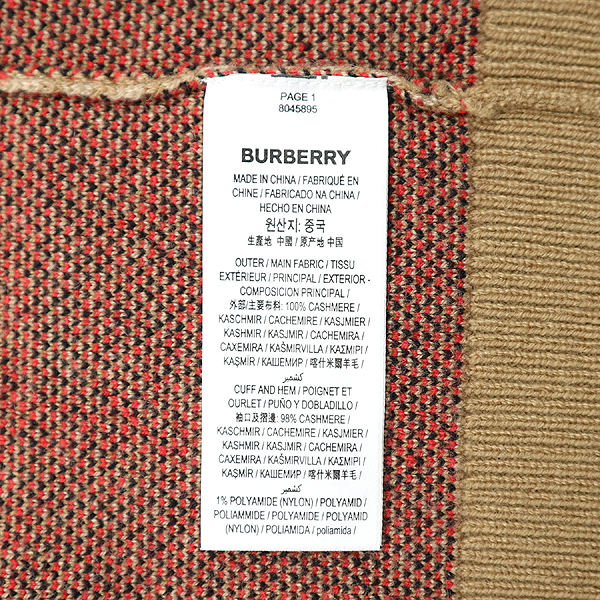 PAGE 1
8045895
BURBERRY
MADE IN CHINA / FABRIQUÉ EN
CHINE / FABRICADO NA CHINA /
HECHO EN CHINA
원산지: 중국
生產地 中國 / 原产地 中国
OUTER / MAIN FABRIC / TISSU
EXTÉRIEUR / PRINCIPAL / EXTERIOR -
COMPOSICION PRINCIPAL /
外部/主要布料: 100% CASHMERE /
KASCHMIR / CACHEMIRE / KASJMIER /
KASHMIR / KASJMIR / CACHEMIRA /
CAXEMIRA / KAŠMIRVILLA / ΚΑΣΜΙΡΙ /
KAŞMİR / КАШЕМИР / 喀什米爾羊毛 /
كشمير
CUFF AND HEM / POIGNET ET
OURLET / PUÑO Y DOBLADILLO /
袖口及摺邊: 98% CASHMERE /
KASCHMIR / CACHEMIRE / KASJMIER /
KASHMIR / KASJMIR / CACHEMIRA /
CAXEMIRA / KAŠMIRVILLA / ΚΑΣΜΙΡΙ /
KAŞMİR / КАШЕМИР / 喀什米爾羊毛 /
كشمير
1% POLYAMIDE (NYLON) / POLYAMID /
POLIAMMIDE / POLYAMIDE / POLYAMID
(NYLON) / POLIAMIDA / poliamida /